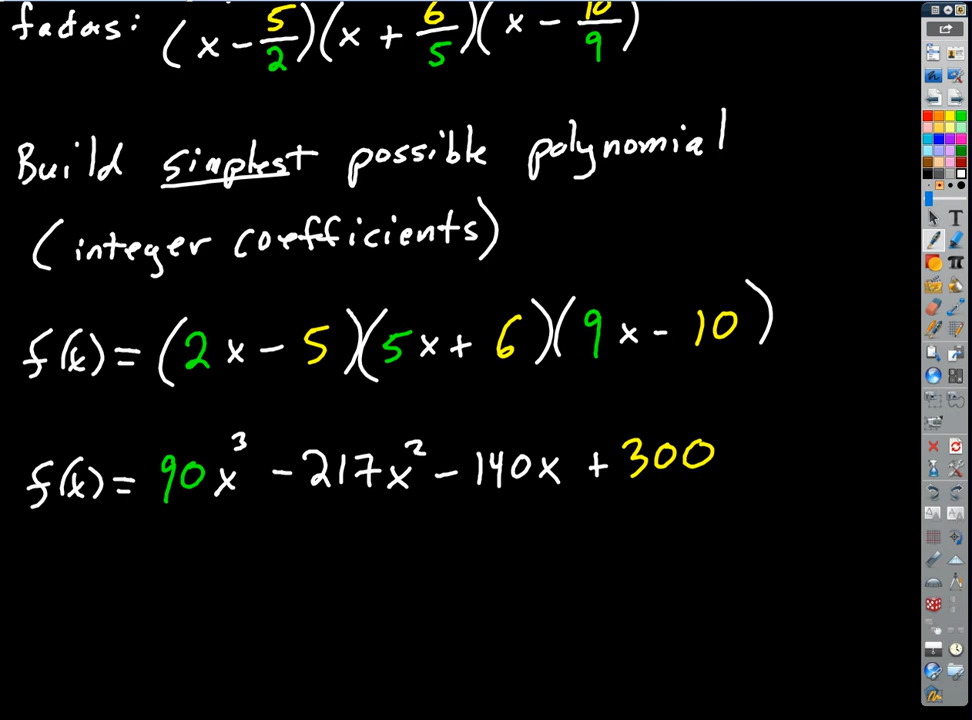 factors: (x - 5/2)(x + 6/5)(x - 10/9)
Build simplest possible polynomial
(integer coefficients)
f(x) = (2x - 5)(5x + 6)(9x - 10)
f(x) = 90x³ - 217x² - 140x + 300